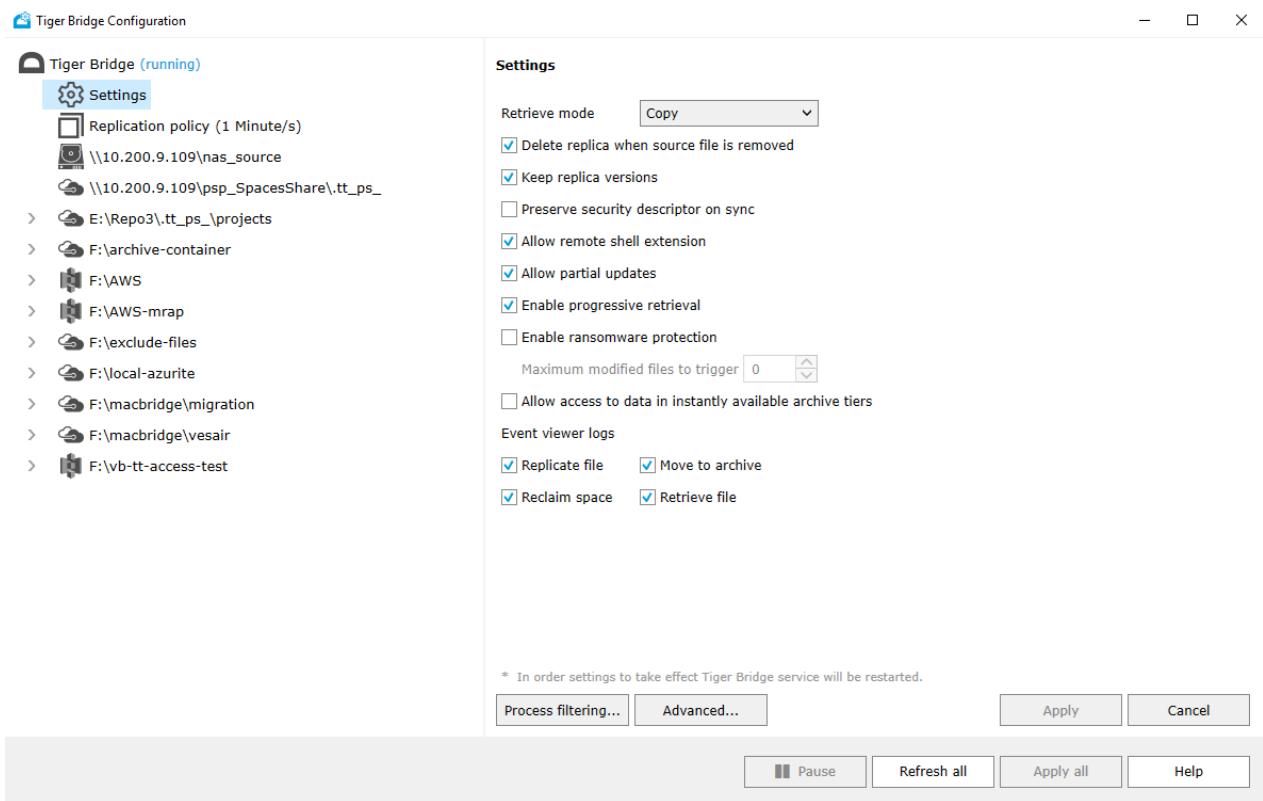 Tiger Bridge Configuration
Tiger Bridge (running)
Settings
Replication policy (1 Minute/s)
\\10.200.9.109\nas_source
\\10.200.9.109\psp_SpacesShare\.tt_ps_
E:\Repo3\.tt_ps_\projects
F:\archive-container
F:\AWS
F:\AWS-mrap
F:\exclude-files
F:\local-azurite
F:\macbridge\migration
F:\macbridge\vesair
F:\vb-tt-access-test
Settings
Retrieve mode Copy
Delete replica when source file is removed
Keep replica versions
Preserve security descriptor on sync
Allow remote shell extension
Allow partial updates
Enable progressive retrieval
Enable ransomware protection
Maximum modified files to trigger 0
Allow access to data in instantly available archive tiers
Event viewer logs
Replicate file Move to archive
Reclaim space Retrieve file
* In order settings to take effect Tiger Bridge service will be restarted.
Process filtering... Advanced... Apply Cancel
Pause Refresh all Apply all Help